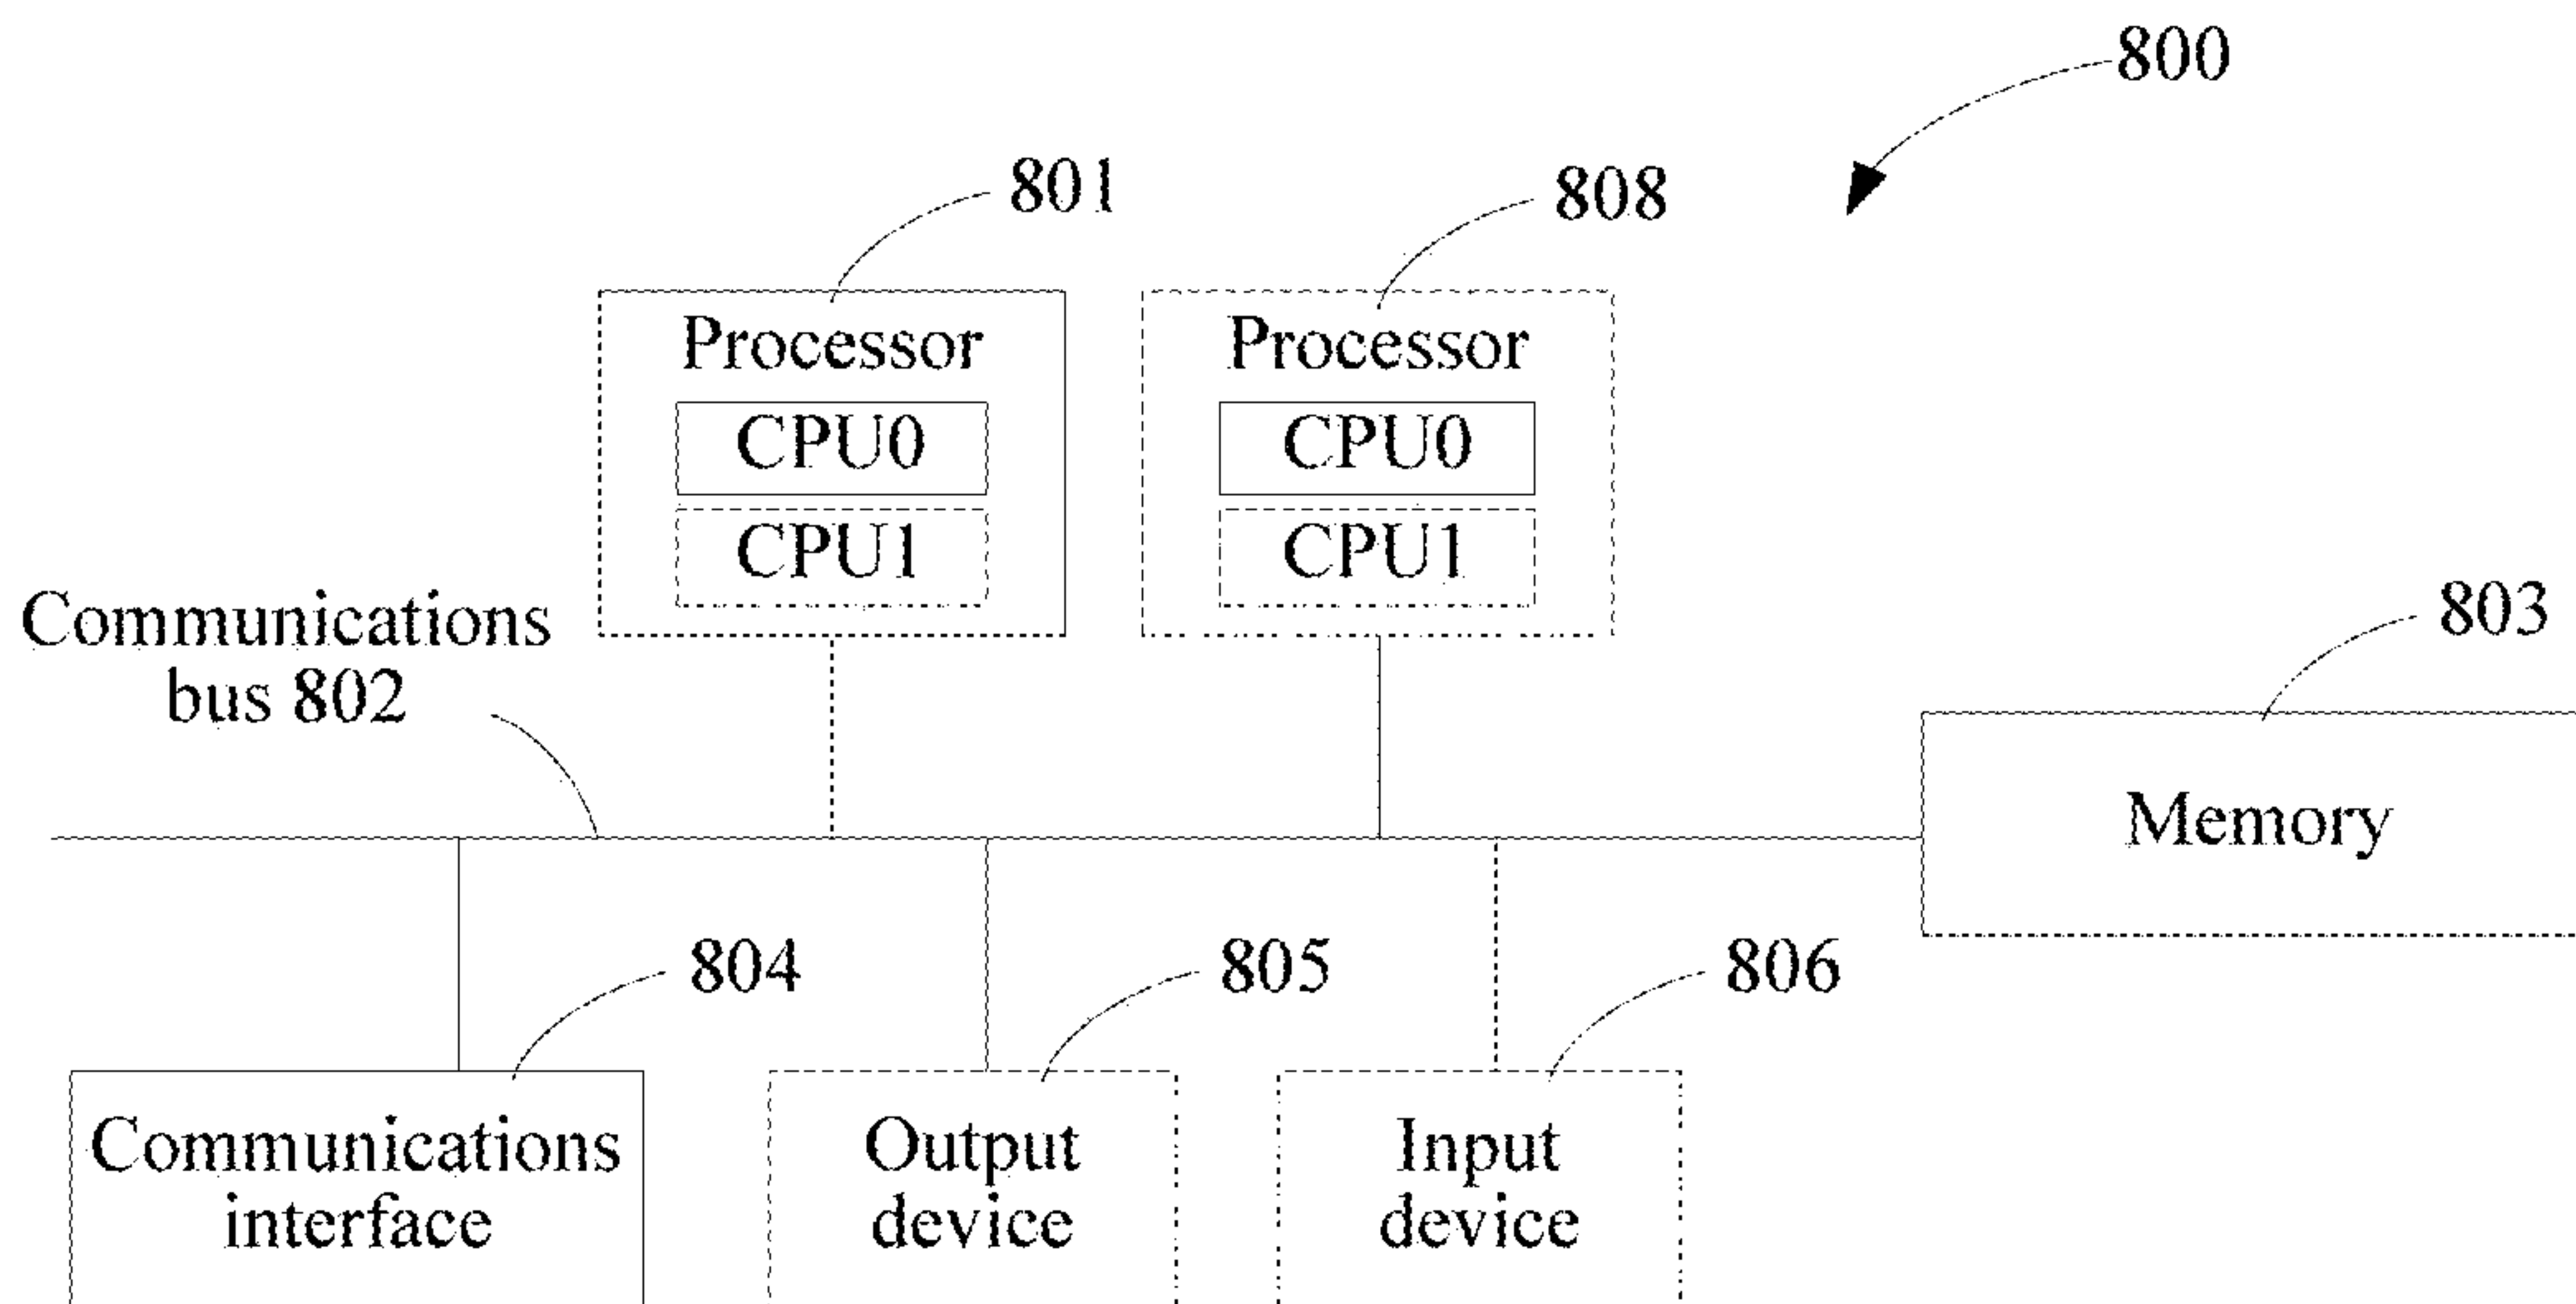 800
801
808
Processor
Processor
CPU0
CPU0
CPU1
CPU1
Communications
bus 802
803
Memory
804
805
806
Communications
interface
Output
device
Input
device